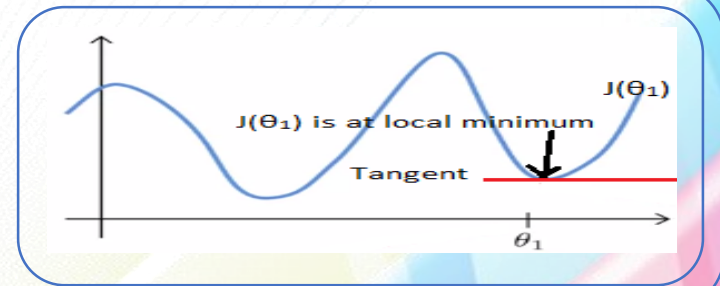 J(Θ₁)
J(Θ₁) is at local minimum
Tangent
θ₁